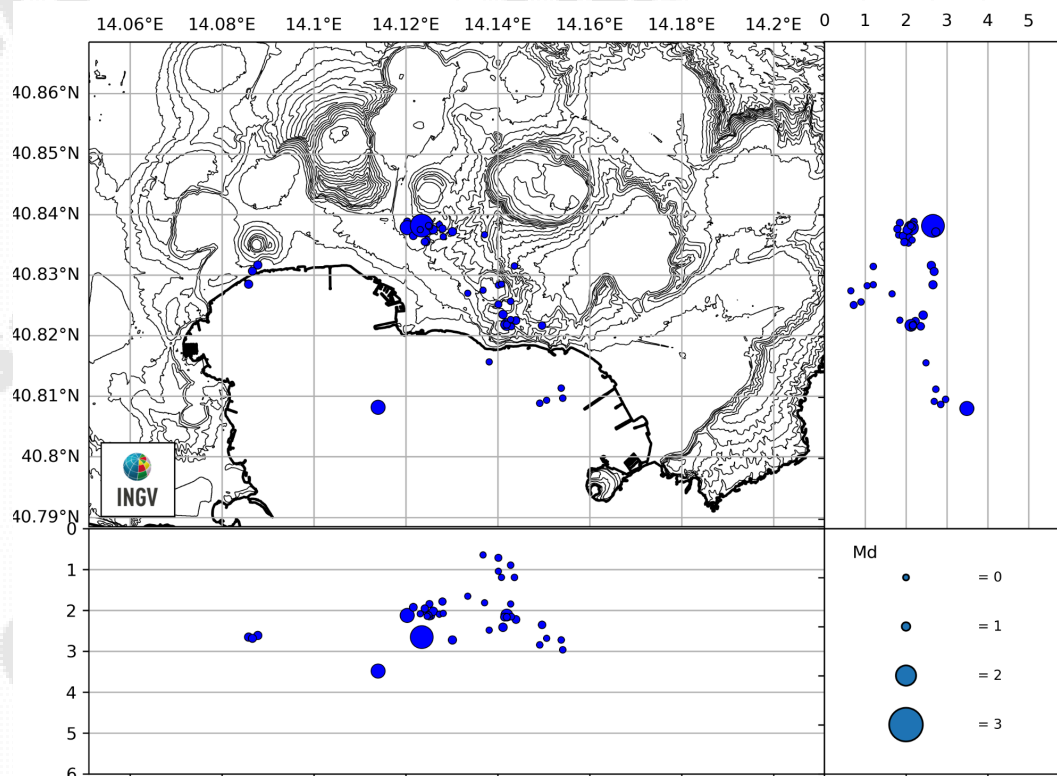 14.06°E 14.08°E 14.1°E 14.12°E 14.14°E 14.16°E 14.18°E 14.2°E 0 1 2 3 4 5
40.86°N
40.85°N
40.84°N
40.83°N
40.82°N
40.81°N
40.8°N
40.79°N
INGV
0
1
2
3
4
5
6
Md
= 0
= 1
= 2
= 3